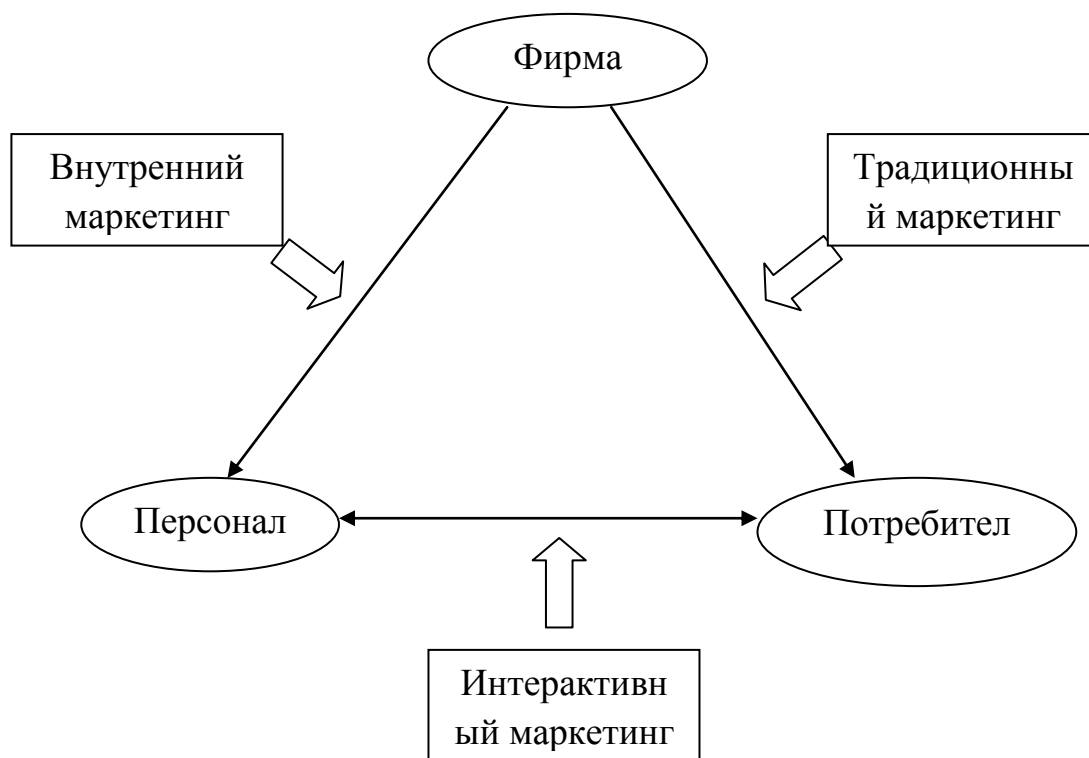 Фирма
Внутренний
маркетинг
Традиционны
й маркетинг
Персонал
Потребител
Интерактивн
ый маркетинг